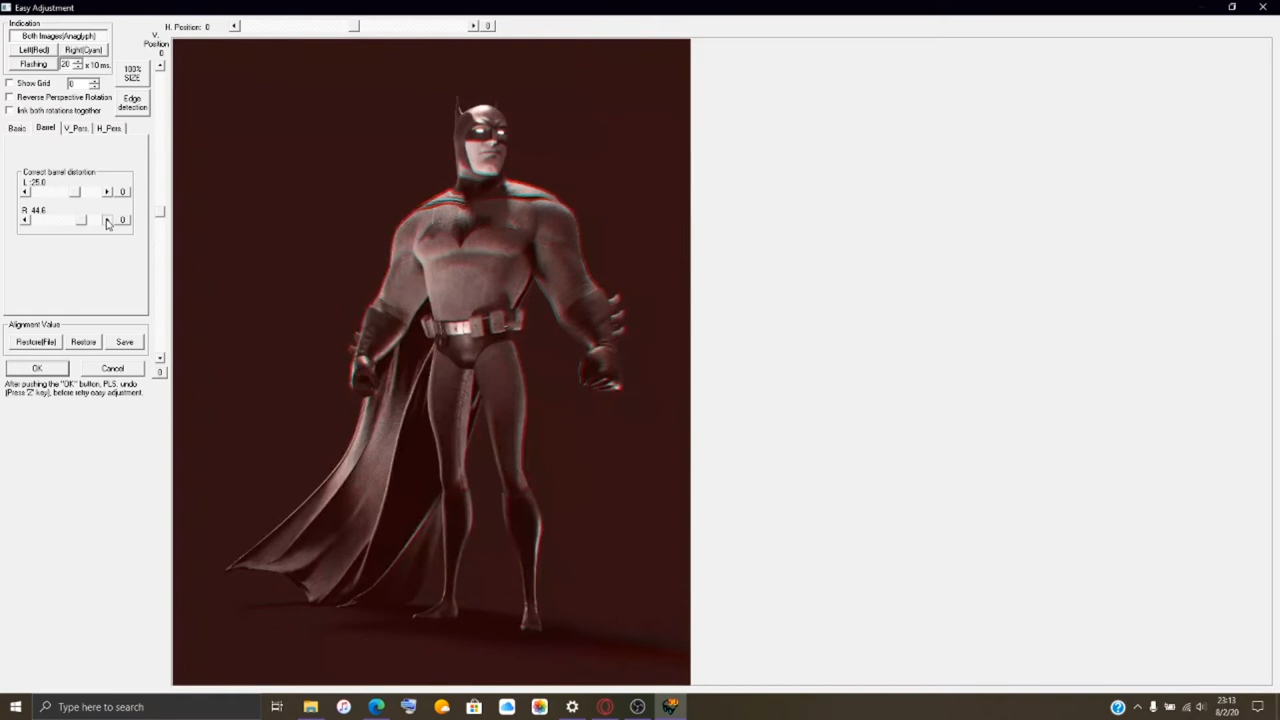 Easy Adjustment
Indication
Both Images(Anaglyph)
Left(Red) Right(Cyan)
Flashing 20 x 10 ms.
V. Position 0
H. Position: 0
0
100% SIZE
Show Grid 0
Reverse Perspective Rotation
Edge detection
link both rotations together
Basic Barrel V_Pers. H_Pers.
Correct barrel distortion
L :25.0
0
R :44.6
0
Alignment Value
Restore(File) Restore Save
OK Cancel
0
After pushing the "OK" button, PLS. undo
(Press 'Z' key), before retry easy adjustment.
Type here to search
23:13
8/2/20